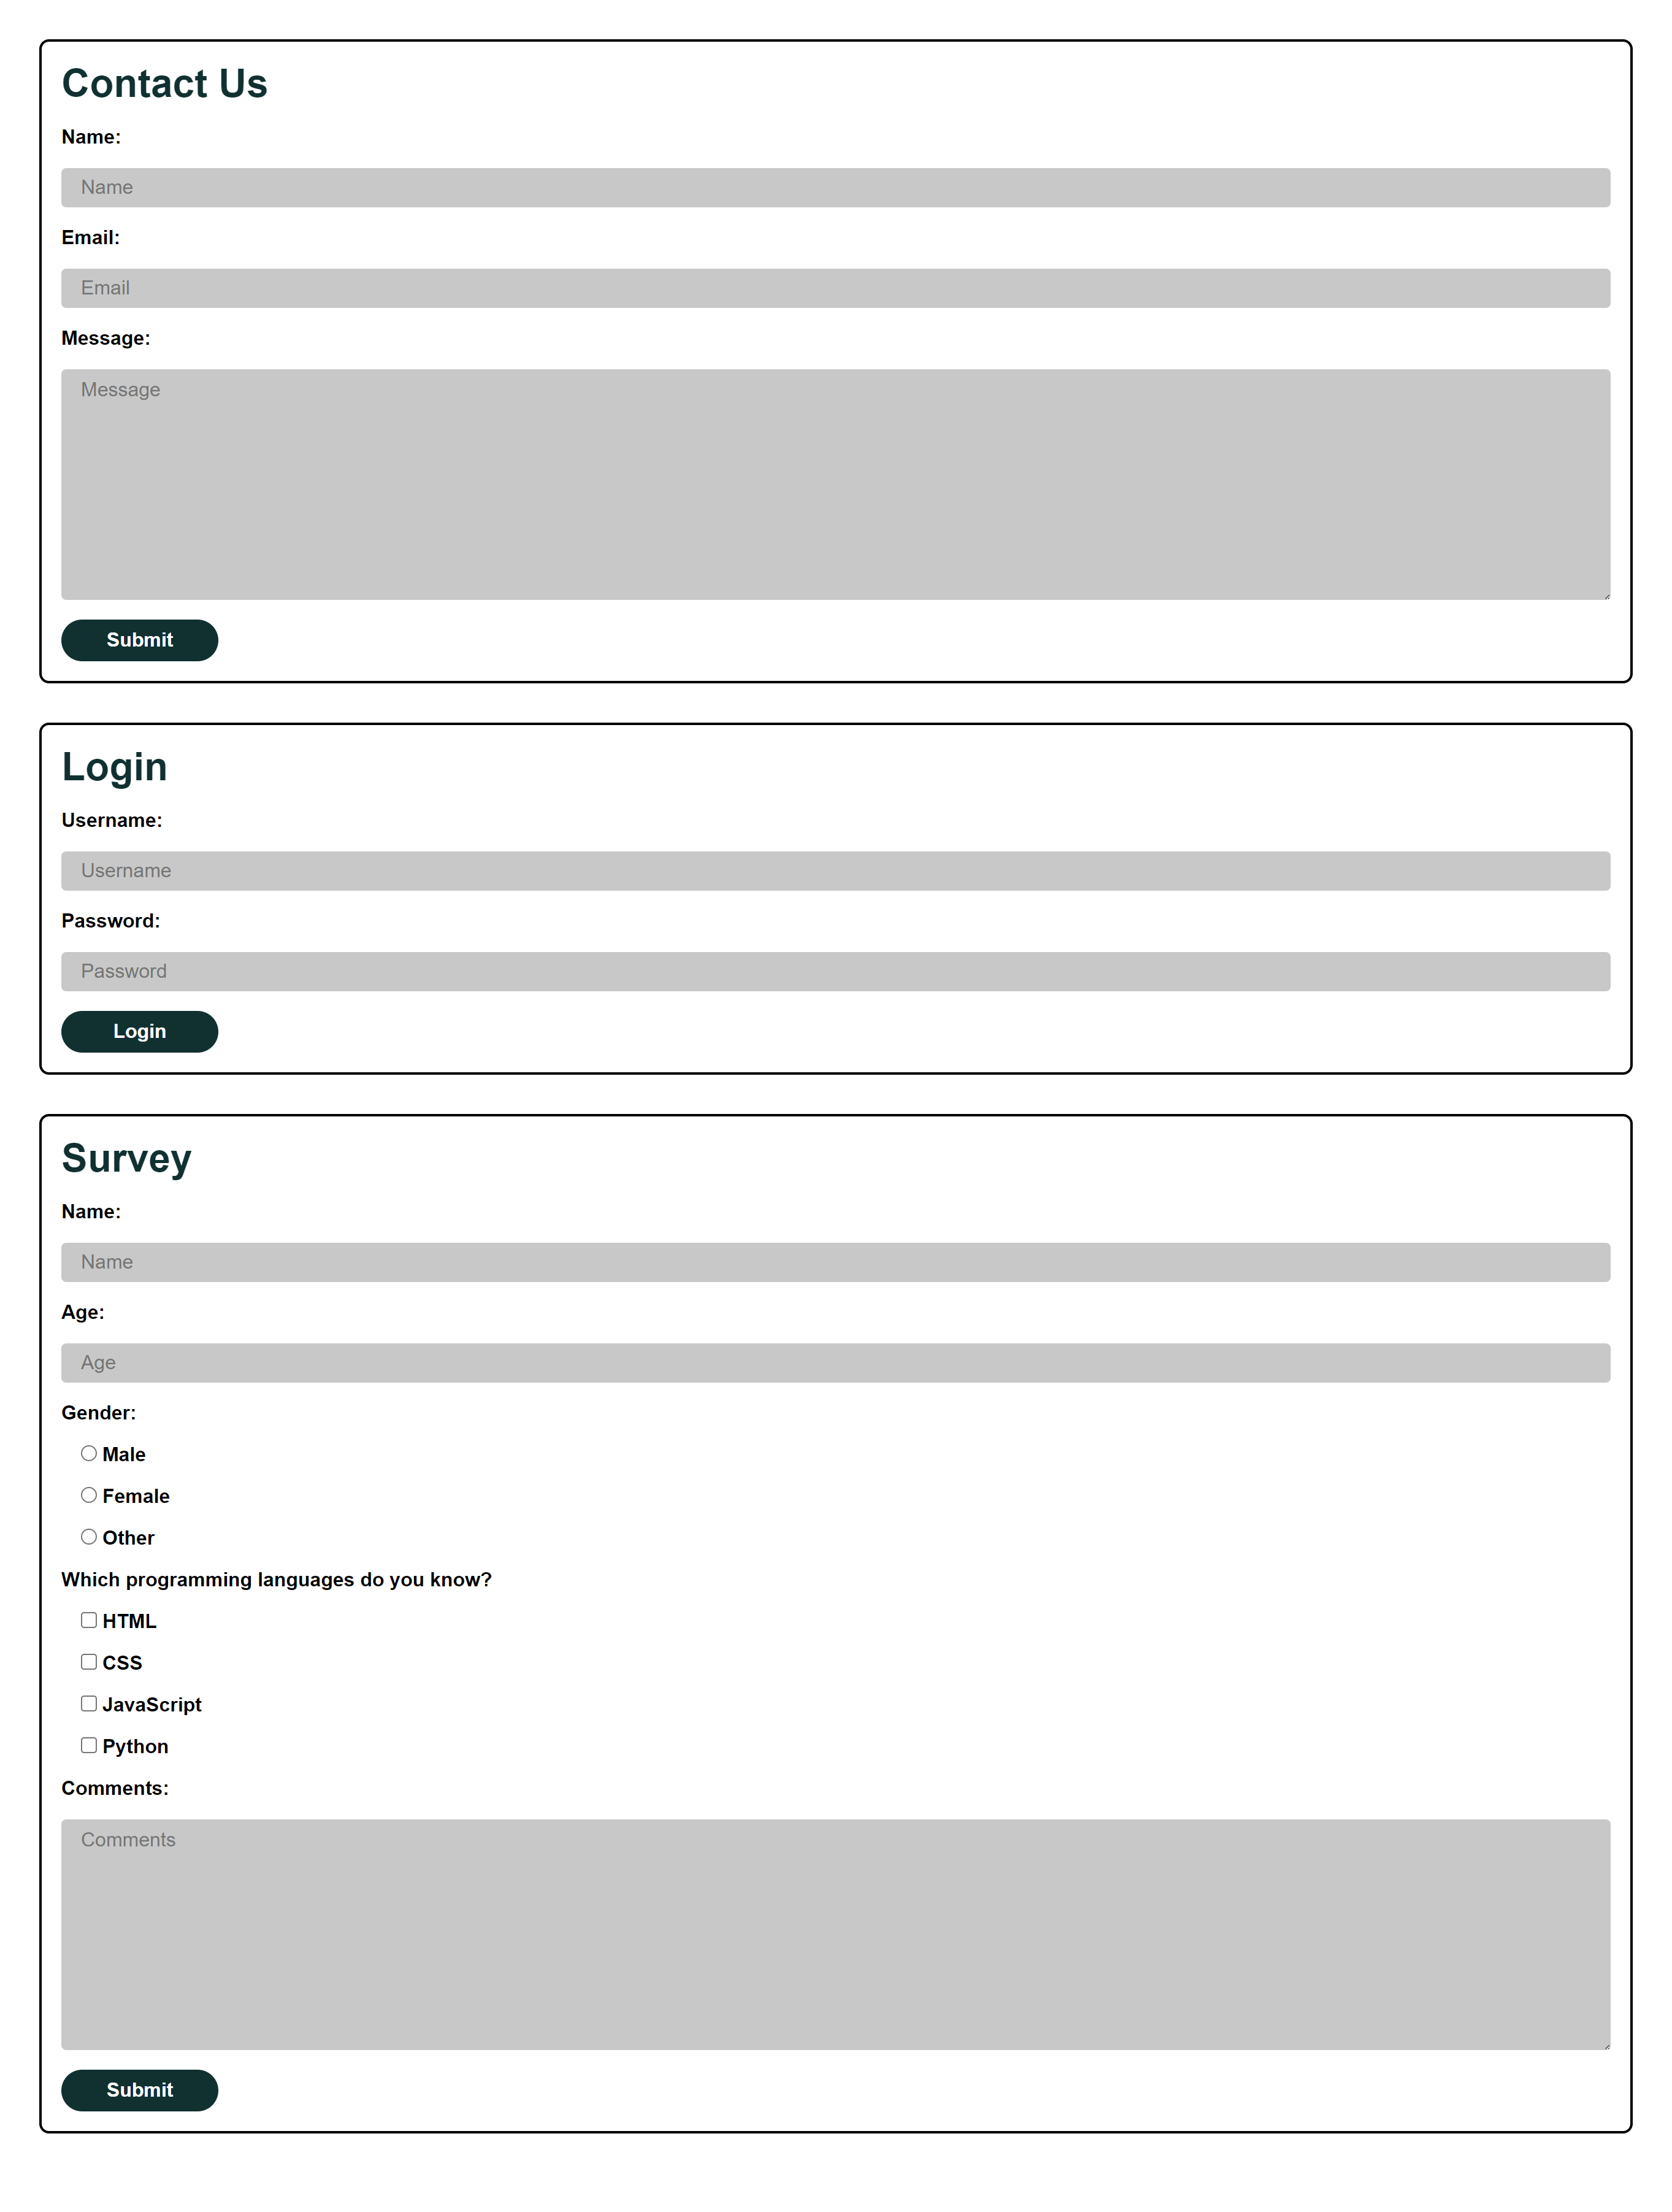 Contact Us
Name:
Name
Email:
Email
Message:
Message
Submit
Login
Username:
Username
Password:
Password
Login
Survey
Name:
Name
Age:
Age
Gender:
Male
Female
Other
Which programming languages do you know?
HTML
CSS
JavaScript
Python
Comments:
Comments
Submit